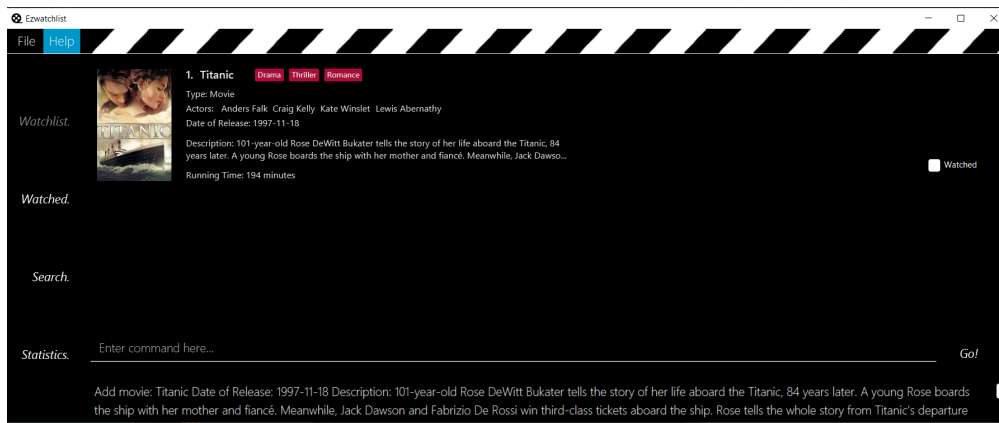 Ezwatchlist
File Help
1. Titanic Drama Thriller Romance
Type: Movie
Actors: Anders Falk Craig Kelly Kate Winslet Lewis Abernathy
Date of Release: 1997-11-18
Description: 101-year-old Rose DeWitt Bukater tells the story of her life aboard the Titanic, 84
years later. A young Rose boards the ship with her mother and fiancé. Meanwhile, Jack Dawso...
Running Time: 194 minutes
TITANIC
Watched
Watchlist.
Watched.
Search.
Statistics.
Enter command here...
Go!
Add movie: Titanic Date of Release: 1997-11-18 Description: 101-year-old Rose DeWitt Bukater tells the story of her life aboard the Titanic, 84 years later. A young Rose boards
the ship with her mother and fiancé. Meanwhile, Jack Dawson and Fabrizio De Rossi win third-class tickets aboard the ship. Rose tells the whole story from Titanic's departure